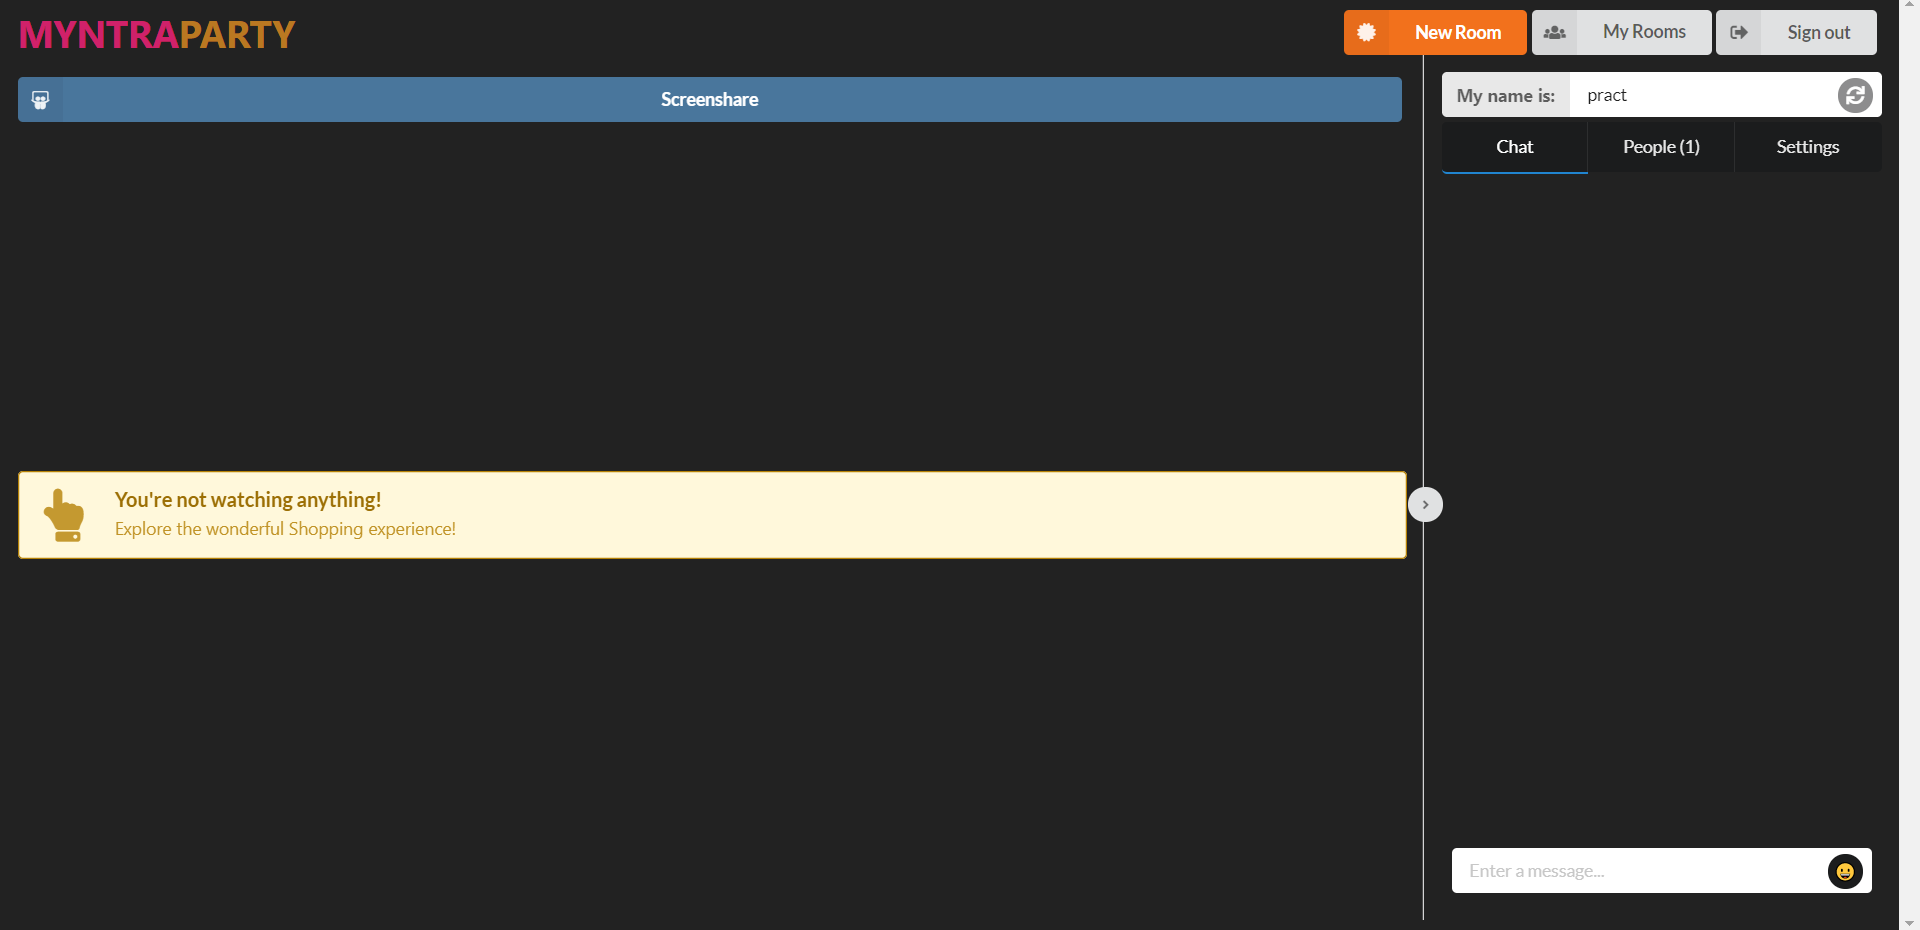 MYNTRAPARTY
New Room
My Rooms
Sign out
Screenshare
My name is: pract
Chat
People (1)
Settings
You're not watching anything!
Explore the wonderful Shopping experience!
Enter a message...